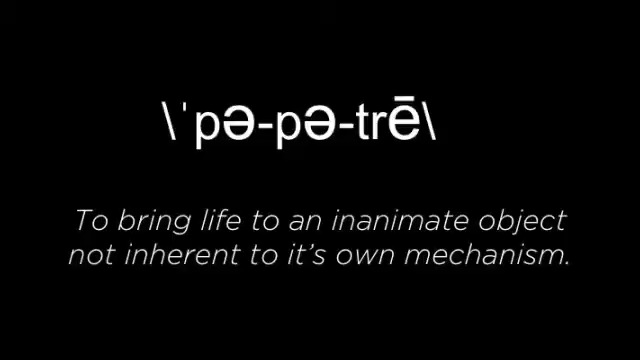 \ˈpə-pə-trē\
To bring life to an inanimate object
not inherent to it's own mechanism.